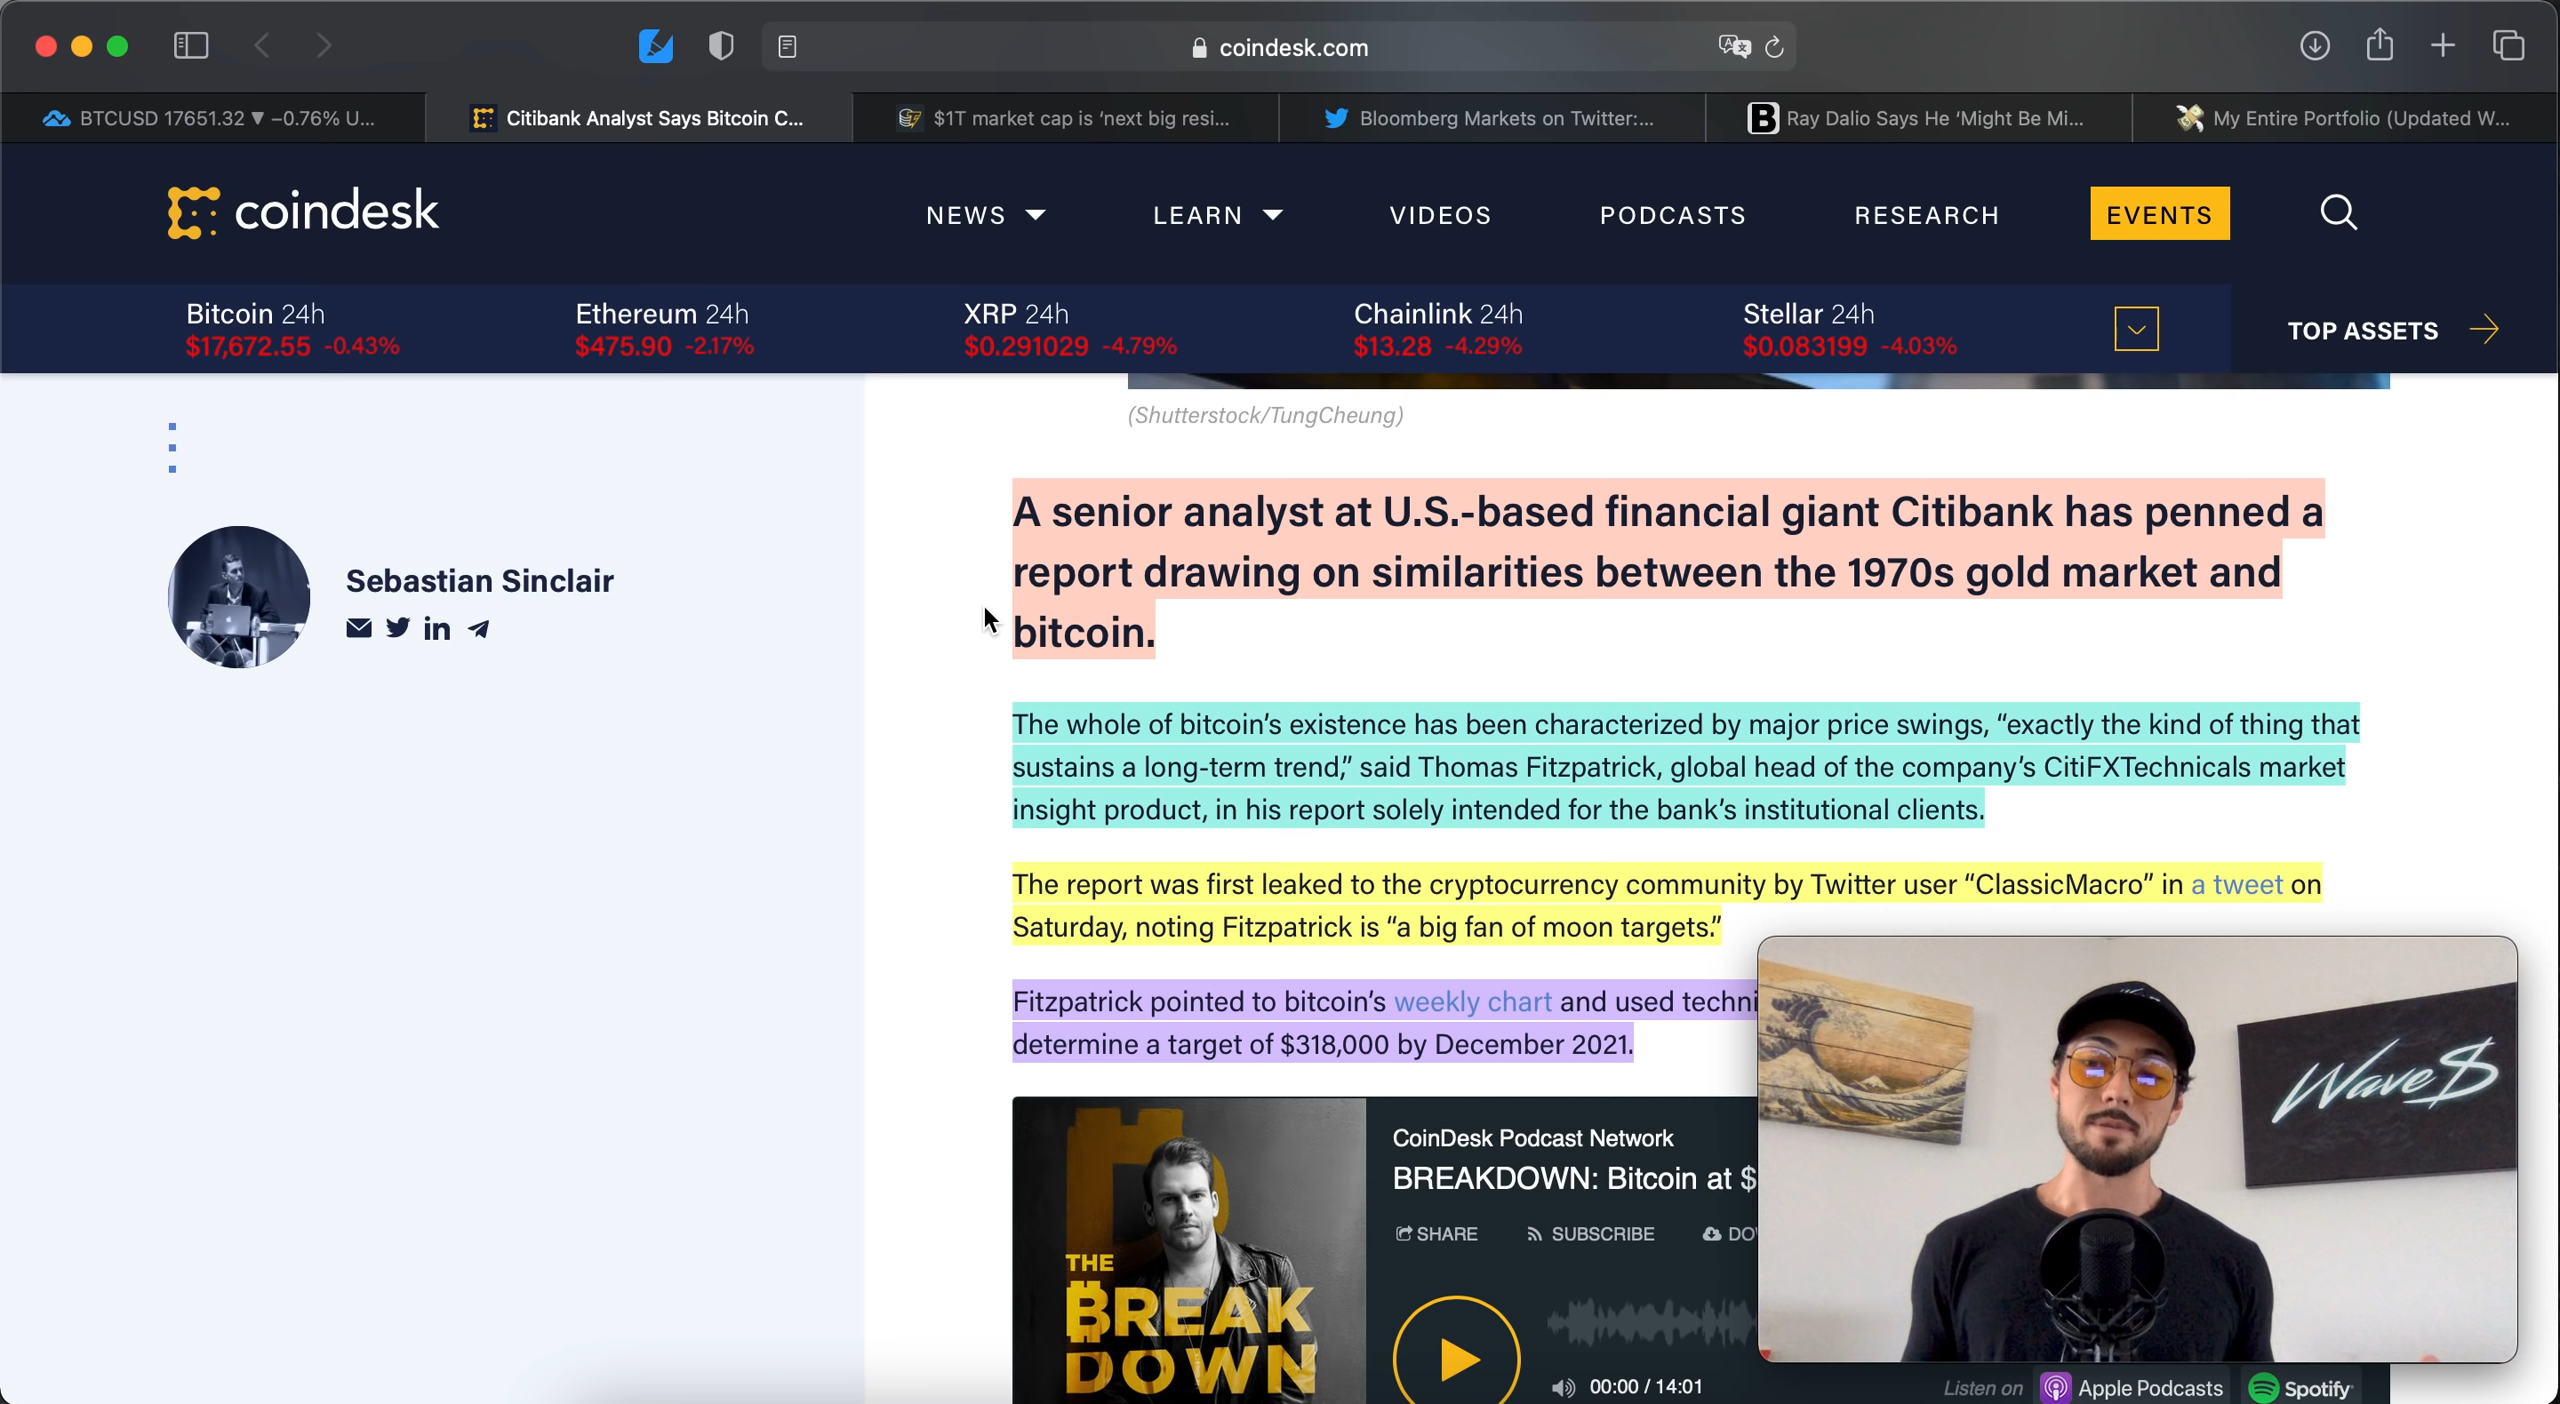 coindesk.com
BTCUSD 17651.32 ▼ −0.76% U...
Citibank Analyst Says Bitcoin C...
$1T market cap is ‘next big resi...
Bloomberg Markets on Twitter:...
Ray Dalio Says He ‘Might Be Mi...
My Entire Portfolio (Updated W...
coindesk
NEWS
LEARN
VIDEOS
PODCASTS
RESEARCH
EVENTS
Bitcoin 24h
$17,672.55 -0.43%
Ethereum 24h
$475.90 -2.17%
XRP 24h
$0.291029 -4.79%
Chainlink 24h
$13.28 -4.29%
Stellar 24h
$0.083199 -4.03%
TOP ASSETS
(Shutterstock/TungCheung)
Sebastian Sinclair
A senior analyst at U.S.-based financial giant Citibank has penned a
report drawing on similarities between the 1970s gold market and
bitcoin.
The whole of bitcoin’s existence has been characterized by major price swings, “exactly the kind of thing that
sustains a long-term trend,” said Thomas Fitzpatrick, global head of the company’s CitiFXTechnicals market
insight product, in his report solely intended for the bank’s institutional clients.
The report was first leaked to the cryptocurrency community by Twitter user “ClassicMacro” in a tweet on
Saturday, noting Fitzpatrick is “a big fan of moon targets.”
Fitzpatrick pointed to bitcoin’s weekly chart and used techni
determine a target of $318,000 by December 2021.
THE
BREAK
DOWN
CoinDesk Podcast Network
BREAKDOWN: Bitcoin at $
SHARE
SUBSCRIBE
DO
00:00 / 14:01
Listen on
Apple Podcasts
Spotify
Wave$